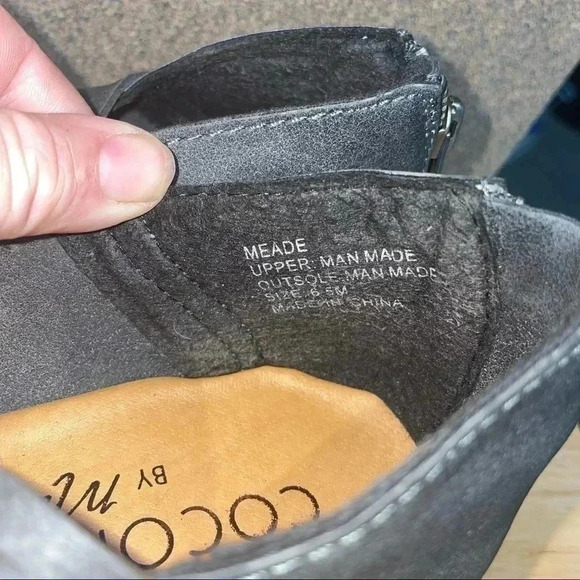 MEADE
UPPER: MAN MADE
OUTSOLE: MAN MADE
SIZE: 6.5M
MADE IN CHINA
COCO
BY